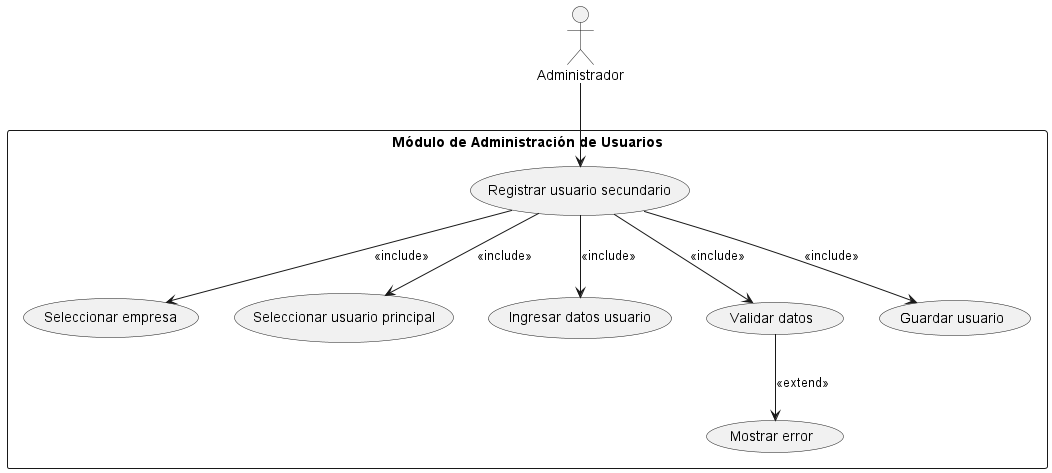 Administrador
Módulo de Administración de Usuarios
Registrar usuario secundario
«include»
«include»
«include»
«include»
«include»
Seleccionar empresa
Seleccionar usuario principal
Ingresar datos usuario
Validar datos
Guardar usuario
«extend»
Mostrar error